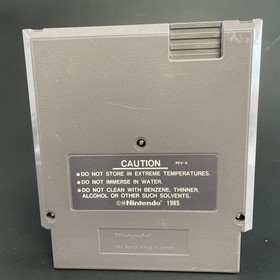 CAUTION REV-A
• DO NOT STORE IN EXTREME TEMPERATURES.
• DO NOT IMMERSE IN WATER.
• DO NOT CLEAN WITH BENZENE, THINNER,
ALCOHOL OR OTHER SUCH SOLVENTS.
©Nintendo 1985
Nintendo